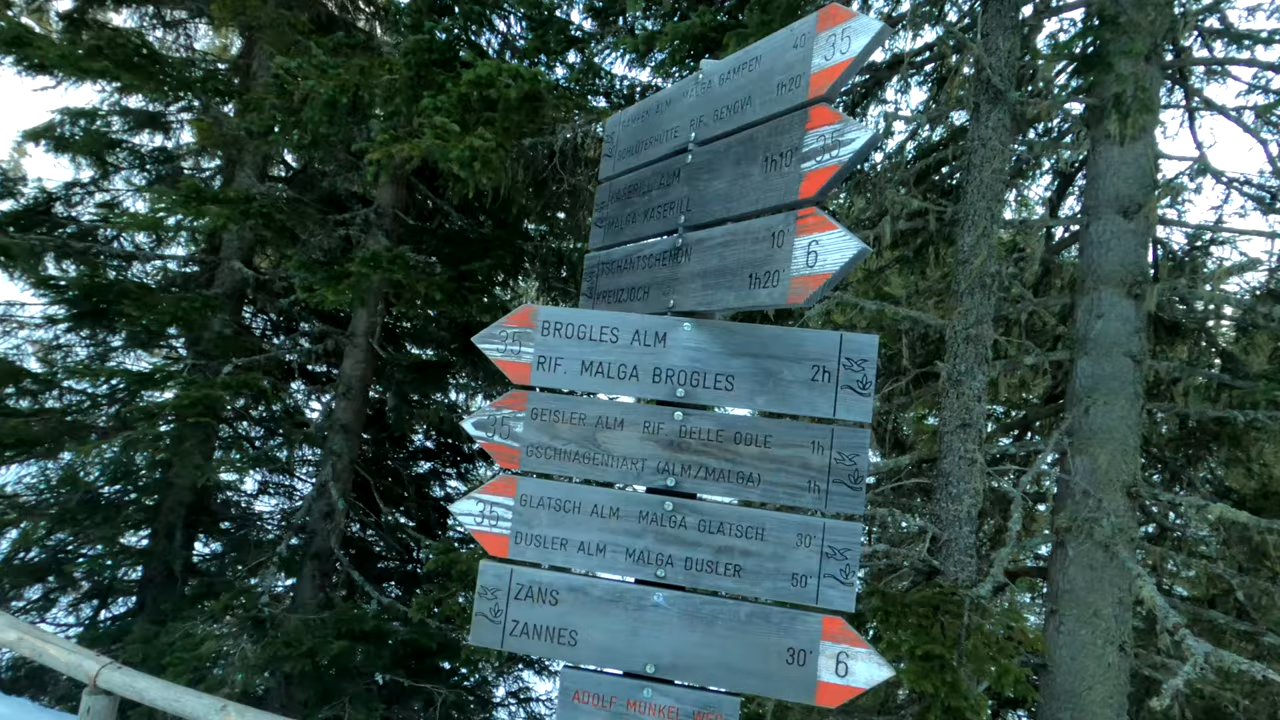 GAMPEN ALM MALGA GAMPEN 40' 35
SCHLÜTERHÜTTE RIF. GENOVA 1h20'
KASERILL ALM 1h10' 35
MALGA KASERILL
TSCHANTSCHENON 10' 6
KREUZJOCH 1h20'
35 BROGLES ALM
RIF. MALGA BROGLES 2h
35 GEISLER ALM RIF. DELLE ODLE 1h
GSCHNAGENHART (ALM/MALGA) 1h
35 GLATSCH ALM MALGA GLATSCH 30'
DUSLER ALM MALGA DUSLER 50'
ZANS
ZANNES 30' 6
ADOLF MUNKEL WEG